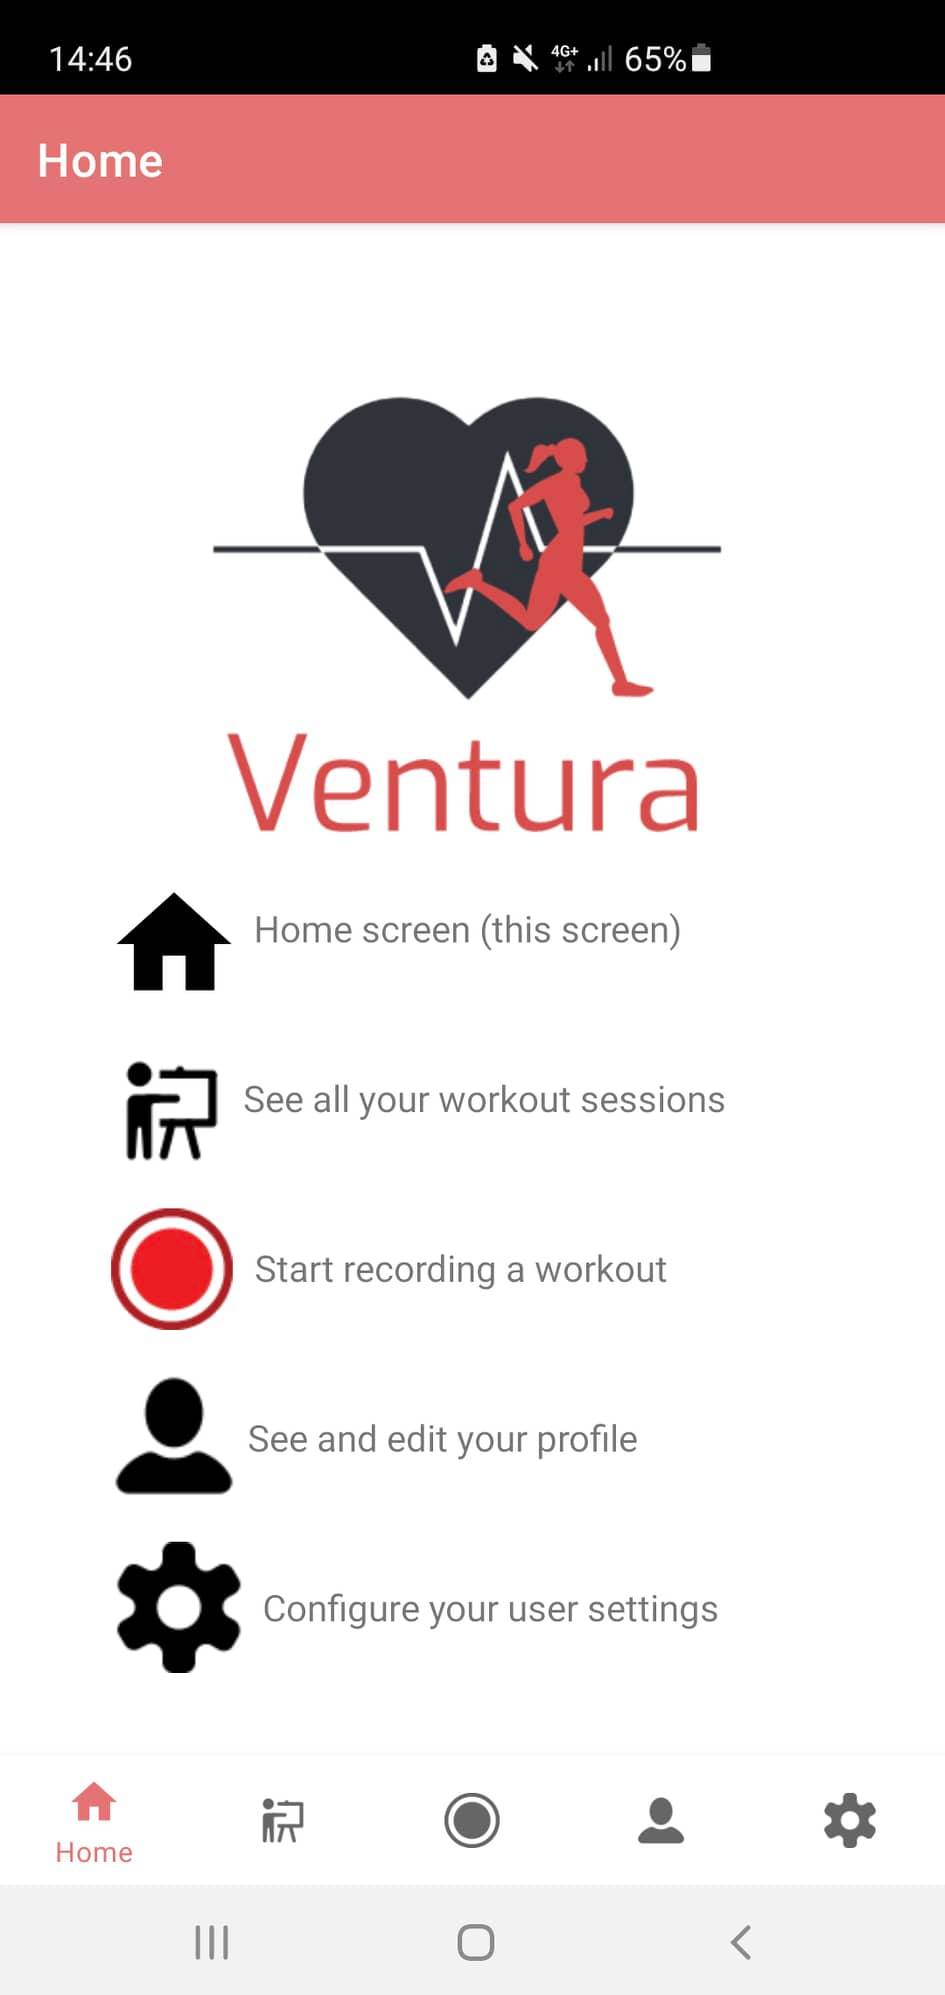 14:46
4G+
65%
Home
Ventura
Home screen (this screen)
See all your workout sessions
Start recording a workout
See and edit your profile
Configure your user settings
Home